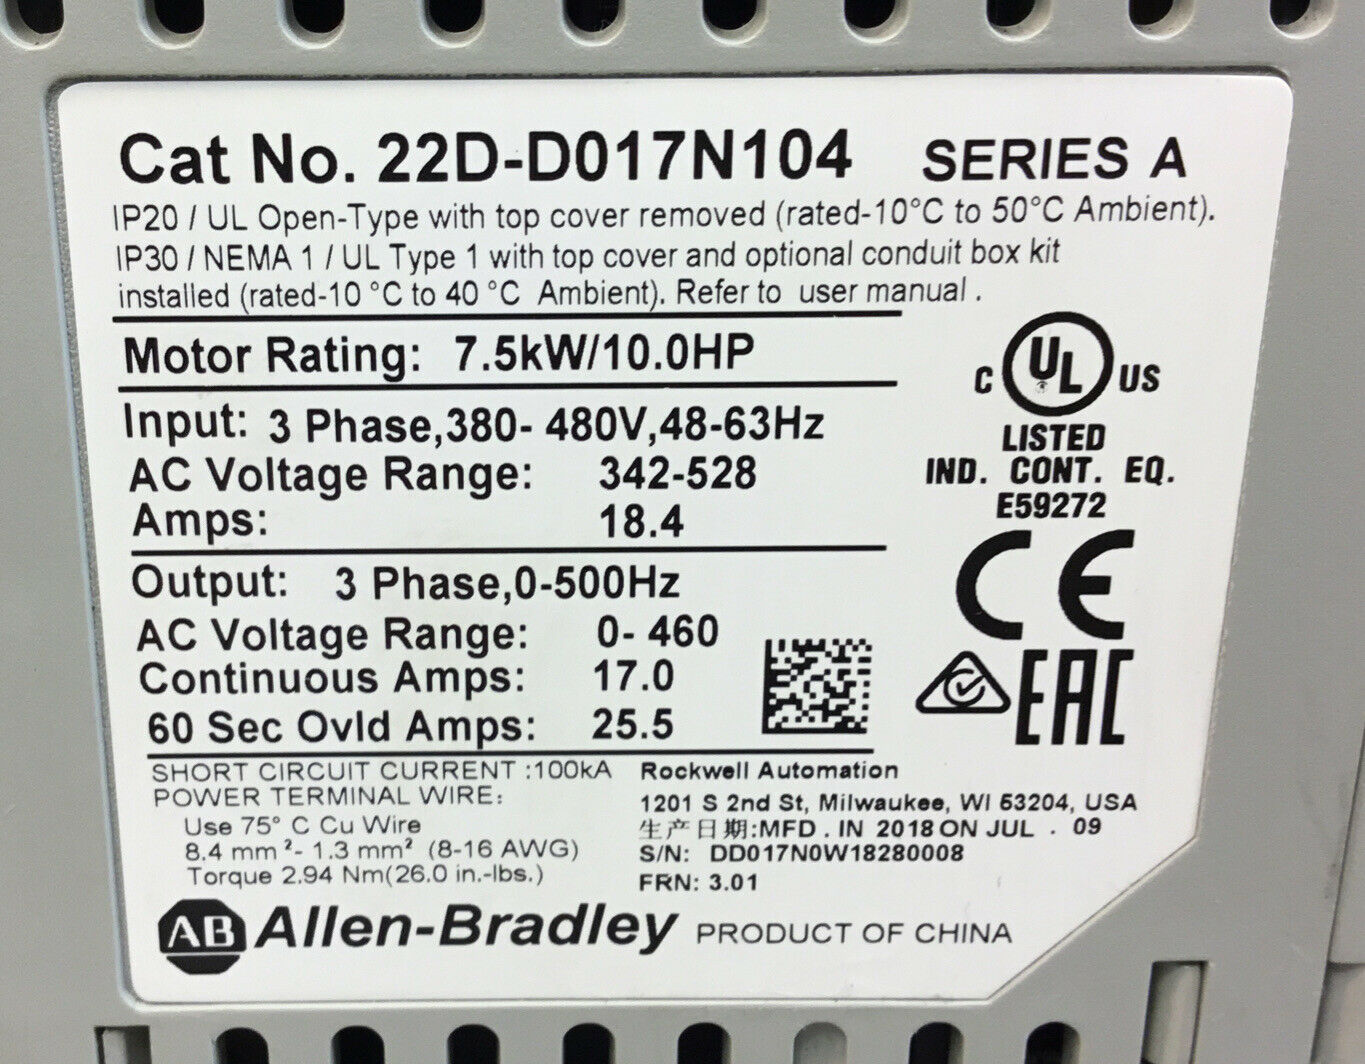 Cat No. 22D-D017N104 SERIES A
IP20 / UL Open-Type with top cover removed (rated-10°C to 50°C Ambient).
IP30 / NEMA 1 / UL Type 1 with top cover and optional conduit box kit
installed (rated-10 °C to 40 °C Ambient). Refer to user manual .
Motor Rating: 7.5kW/10.0HP
Input: 3 Phase,380- 480V,48-63Hz
AC Voltage Range: 342-528
Amps: 18.4
C UL US
LISTED
IND. CONT. EQ.
E59272
Output: 3 Phase,0-500Hz
AC Voltage Range: 0- 460
Continuous Amps: 17.0
60 Sec Ovld Amps: 25.5
CE
EAC
SHORT CIRCUIT CURRENT :100kA
POWER TERMINAL WIRE:
Use 75° C Cu Wire
8.4 mm ²- 1.3 mm² (8-16 AWG)
Torque 2.94 Nm(26.0 in.-lbs.)
Rockwell Automation
1201 S 2nd St, Milwaukee, WI 53204, USA
生产日期:MFD . IN 2018 ON JUL . 09
S/N: DD017N0W18280008
FRN: 3.01
AB Allen-Bradley PRODUCT OF CHINA